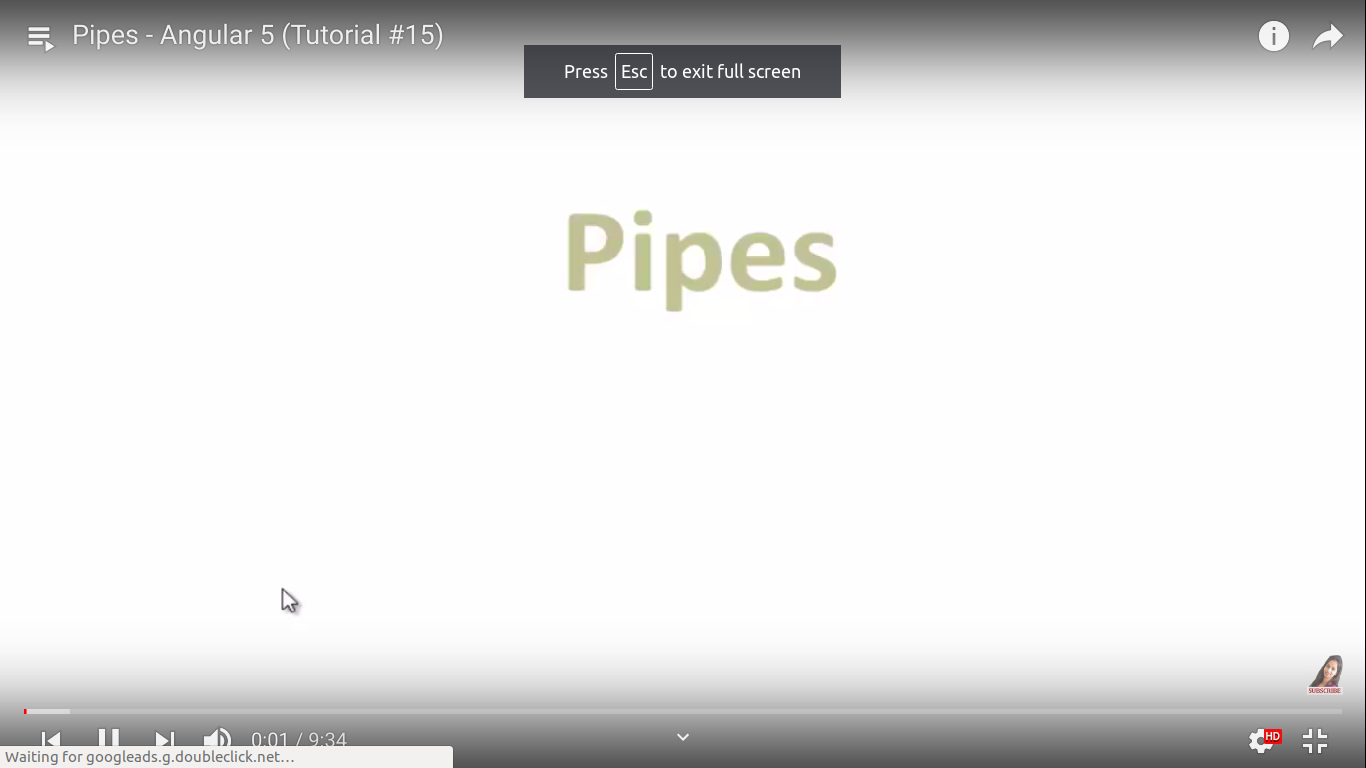 Pipes - Angular 5 (Tutorial #15)
Press Esc to exit full screen
Pipes
SUBSCRIBE
0:01 / 9:34
HD
Waiting for googleads.g.doubleclick.net…